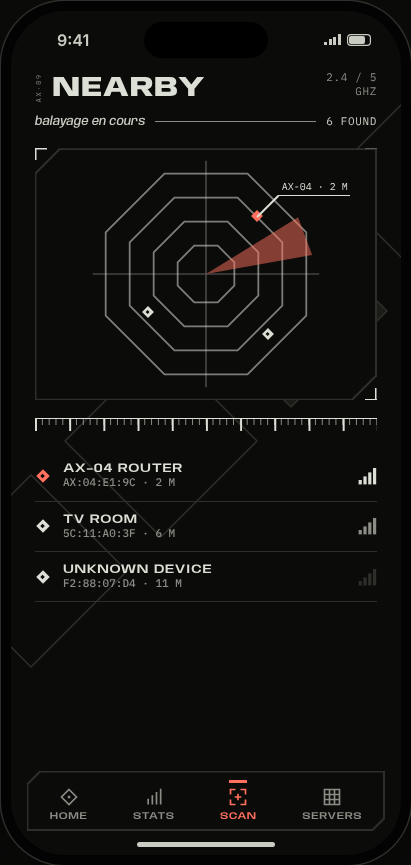 9:41
AX-09
NEARBY
2.4 / 5
GHZ
balayage en cours
6 FOUND
AX-04 · 2 M
AX-04 ROUTER
AX:04:E1:9C · 2 M
TV ROOM
5C:11:A0:3F · 6 M
UNKNOWN DEVICE
F2:88:07:D4 · 11 M
HOME
STATS
SCAN
SERVERS